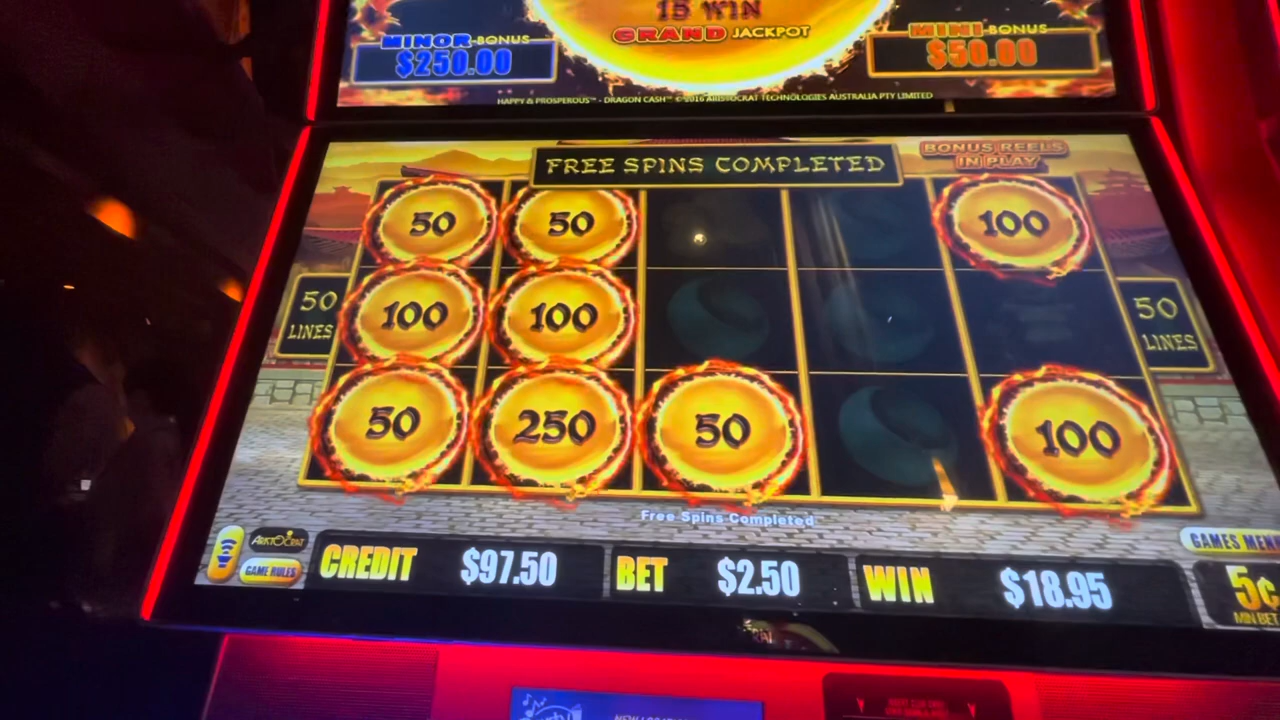 15 WIN
GRAND JACKPOT
MINOR BONUS
$250.00
MINI BONUS
$50.00
HAPPY & PROSPEROUS™ - DRAGON CASH™ © 2016 ARISTOCRAT TECHNOLOGIES AUSTRALIA PTY LIMITED
FREE SPINS COMPLETED
BONUS REELS
IN PLAY
50 50 100
50
LINES
100 100
50
LINES
50 250 50 100
Free Spins Completed
ARISTOCRAT
GAME RULES
GAMES MENU
CREDIT $97.50 BET $2.50 WIN $18.95
5¢
MIN BET